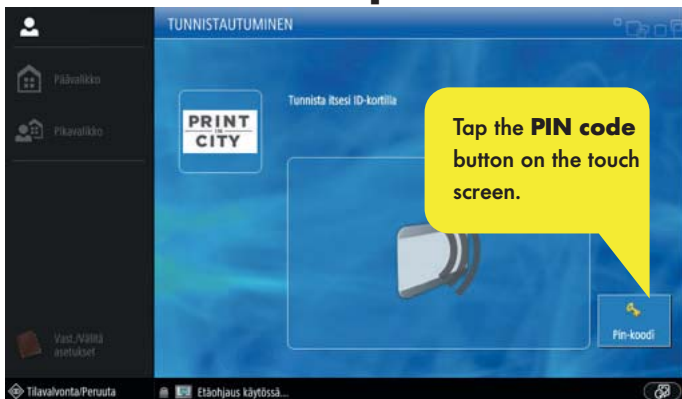 TUNNISTAUTUMINEN
Päävalikko
Pikavalikko
PRINT
IN
CITY
Tunnista itsesi ID-kortilla
Tap the PIN code
button on the touch
screen.
Pin-koodi
Vast./Välitä
asetukset
Tilavalvonta/Peruuta
Etäohjaus käytössä...